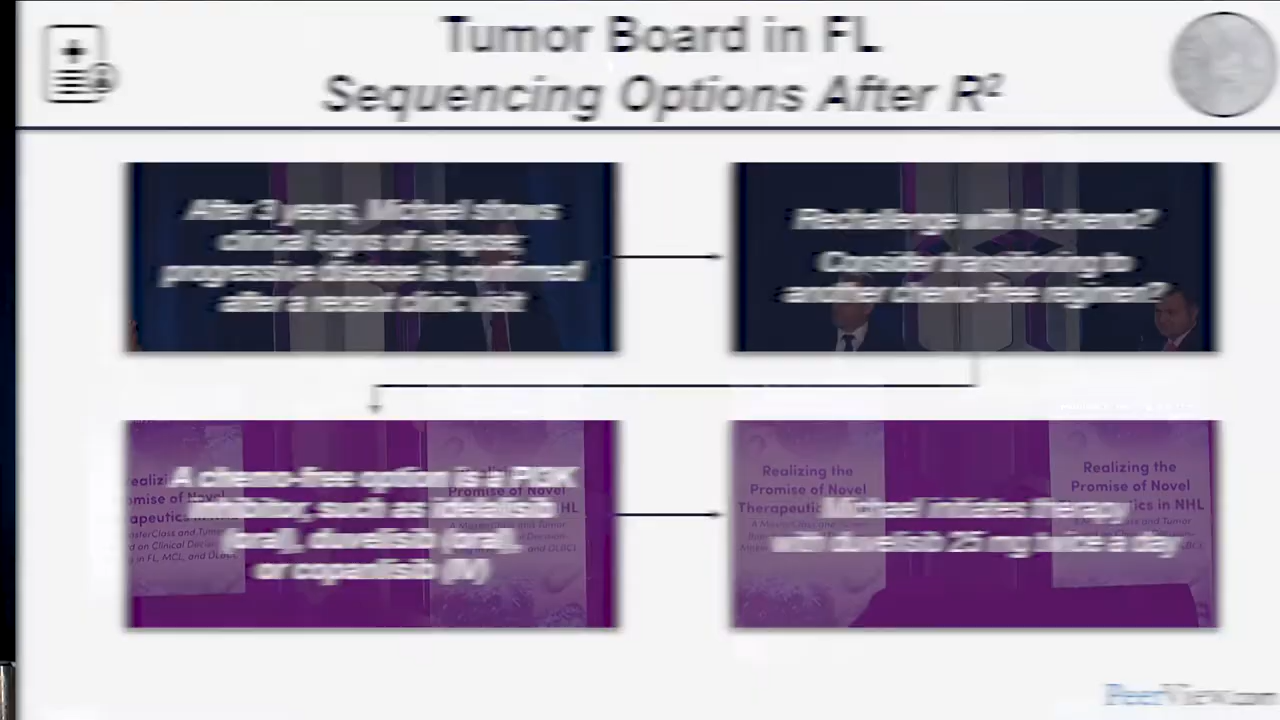 Tumor Board in FL
Sequencing Options After R²
After 3 years, Michael shows
clinical signs of relapse;
progressive disease is confirmed
after a recent clinic visit
Rechallenge with R-chemo?
Consider transitioning to
another chemo-free regimen?
A chemo-free option is a PI3K
inhibitor, such as idelalisib
(oral), duvelisib (oral),
or copanlisib (IV)
Michael initiates therapy
with duvelisib 25 mg twice a day
Realizing the
Promise of Novel
Realizing the
Promise of Novel
Therapeutics in NHL
PeerView.com